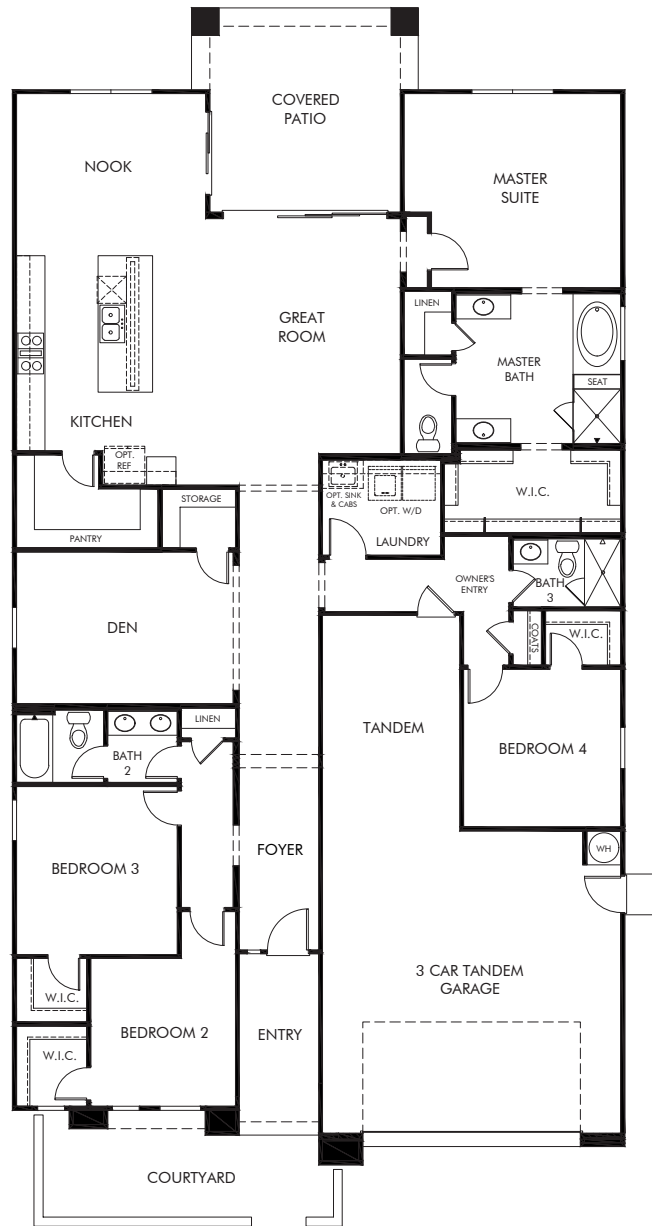 COVERED
PATIO
NOOK
MASTER
SUITE
LINEN
GREAT
ROOM
MASTER
BATH
SEAT
KITCHEN
OPT.
REF
OPT. SINK
& CABS
OPT. W/D
W.I.C.
STORAGE
PANTRY
LAUNDRY
OWNER'S
ENTRY
BATH
3
DEN
COATS
W.I.C.
TANDEM
LINEN
BATH
2
BEDROOM 4
FOYER
WH
BEDROOM 3
3 CAR TANDEM
GARAGE
W.I.C.
BEDROOM 2
ENTRY
W.I.C.
COURTYARD